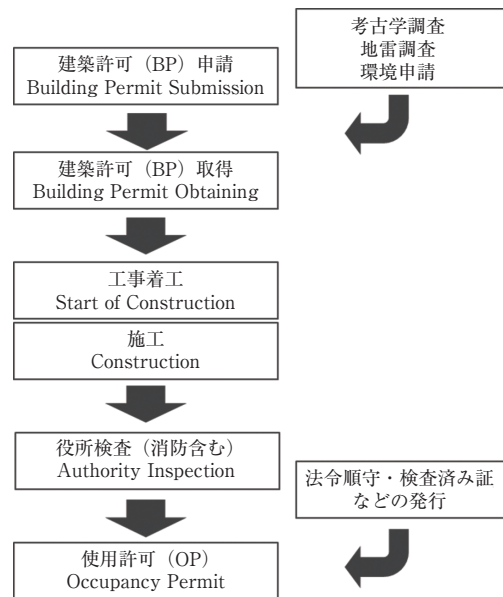 建築許可（BP）申請
Building Permit Submission
考古学調査
地雷調査
環境申請
建築許可（BP）取得
Building Permit Obtaining
工事着工
Start of Construction
施工
Construction
役所検査（消防含む）
Authority Inspection
法令順守・検査済み証
などの発行
使用許可（OP）
Occupancy Permit